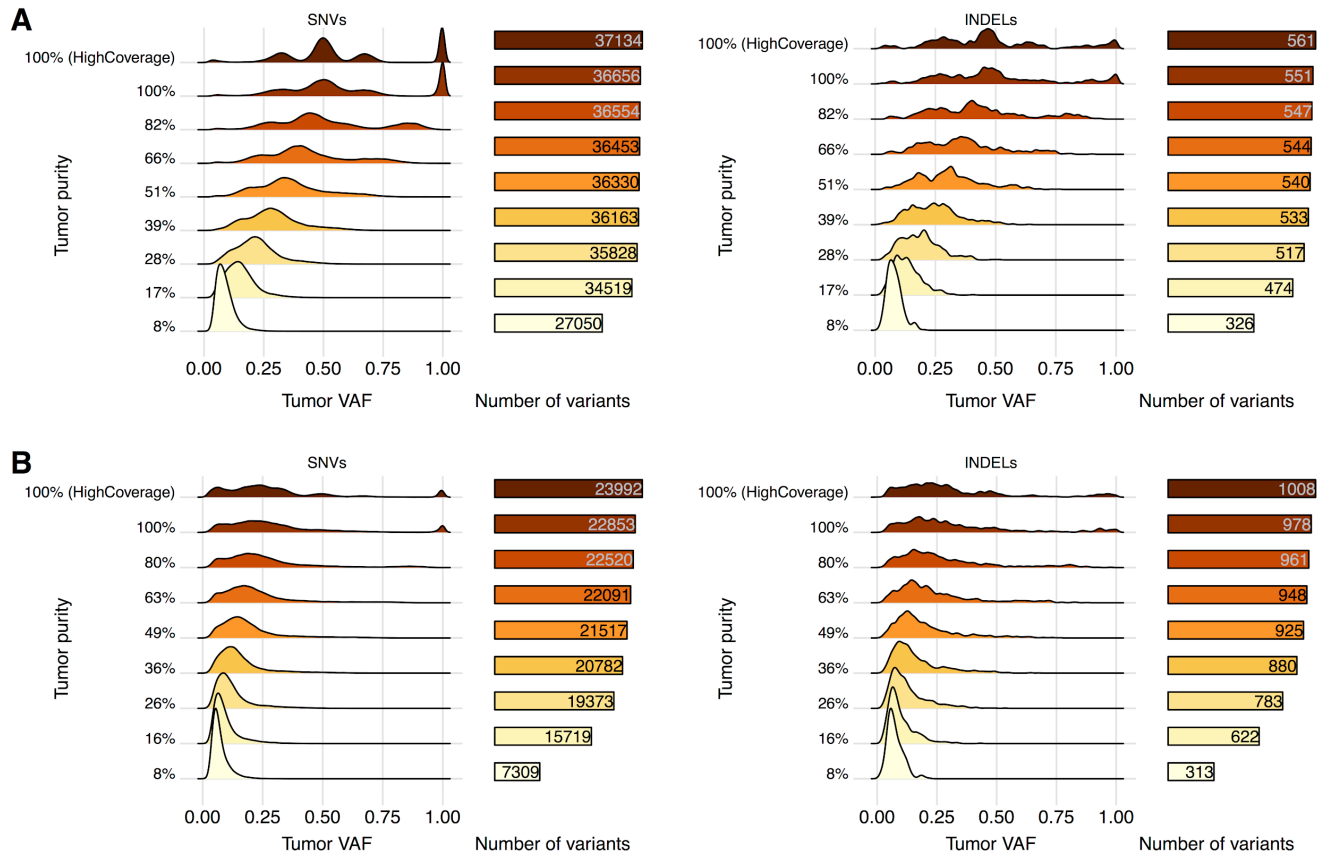 A
SNVs
INDELs
100% (HighCoverage)
37134
100% (HighCoverage)
561
100%
36656
100%
551
82%
36554
82%
547
66%
36453
66%
544
51%
36330
51%
540
39%
36163
39%
533
28%
35828
28%
517
17%
34519
17%
474
8%
27050
8%
326
Tumor purity
Tumor purity
0.00 0.25 0.50 0.75 1.00
0.00 0.25 0.50 0.75 1.00
Tumor VAF
Number of variants
Tumor VAF
Number of variants
B
SNVs
INDELs
100% (HighCoverage)
23992
100% (HighCoverage)
1008
100%
22853
100%
978
80%
22520
80%
961
63%
22091
63%
948
49%
21517
49%
925
36%
20782
36%
880
26%
19373
26%
783
16%
15719
16%
622
8%
7309
8%
313
Tumor purity
Tumor purity
0.00 0.25 0.50 0.75 1.00
0.00 0.25 0.50 0.75 1.00
Tumor VAF
Number of variants
Tumor VAF
Number of variants